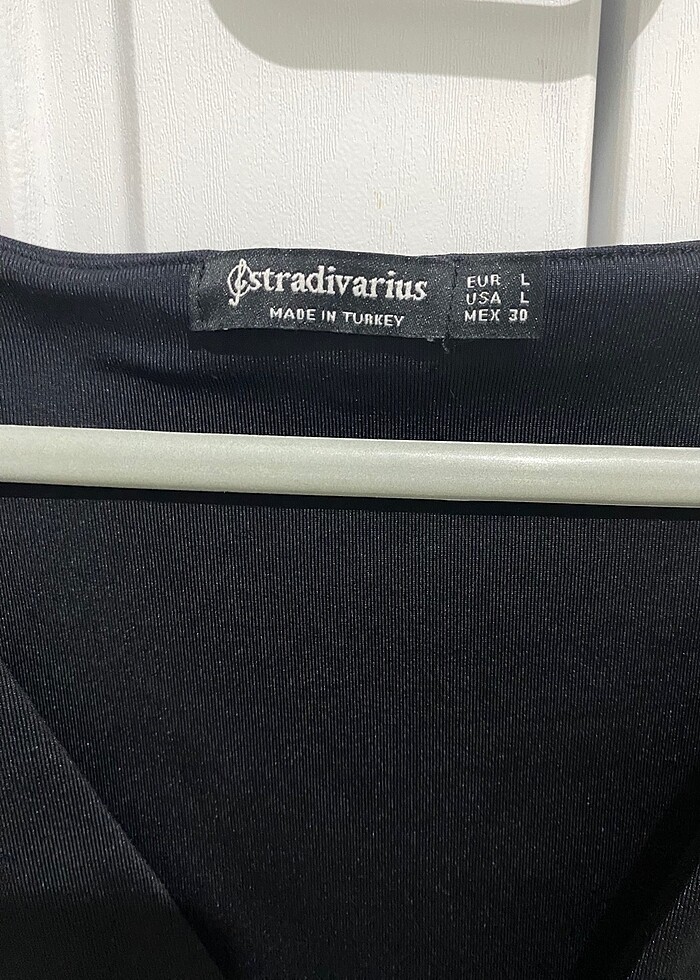 stradivarius
MADE IN TURKEY
EUR L
USA L
MEX 30